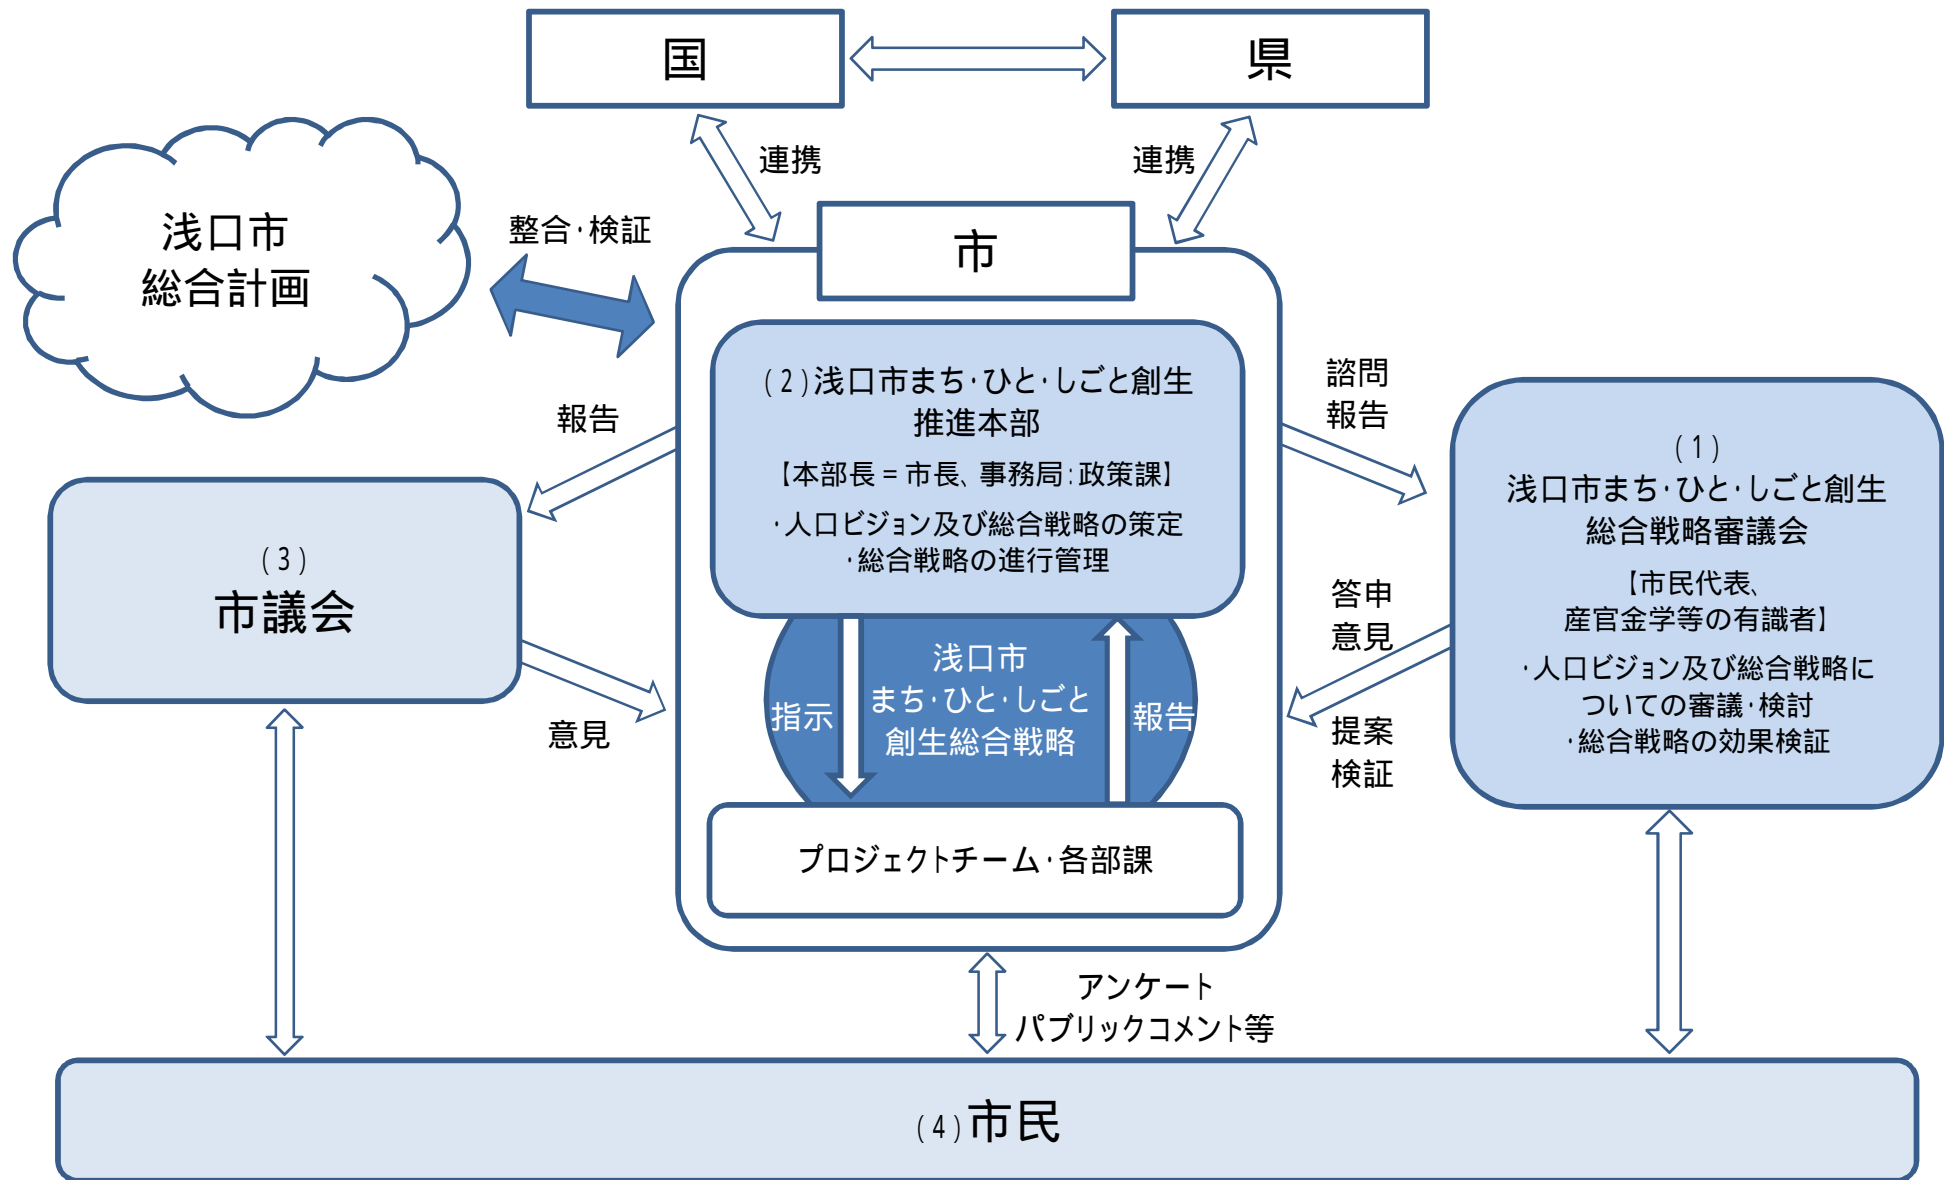 国
県
連携
連携
浅口市
総合計画
整合・検証
市
(2)浅口市まち・ひと・しごと創生
推進本部
【本部長=市長、事務局:政策課】
・人口ビジョン及び総合戦略の策定
・総合戦略の進行管理
報告
諮問
報告
(1)
浅口市まち・ひと・しごと創生
総合戦略審議会
【市民代表、
産官金学等の有識者】
・人口ビジョン及び総合戦略に
ついての審議・検討
・総合戦略の効果検証
(3)
市議会
答申
意見
浅口市
まち・ひと・しごと
創生総合戦略
指示
報告
意見
提案
検証
プロジェクトチーム・各部課
アンケート
パブリックコメント等
(4)市民